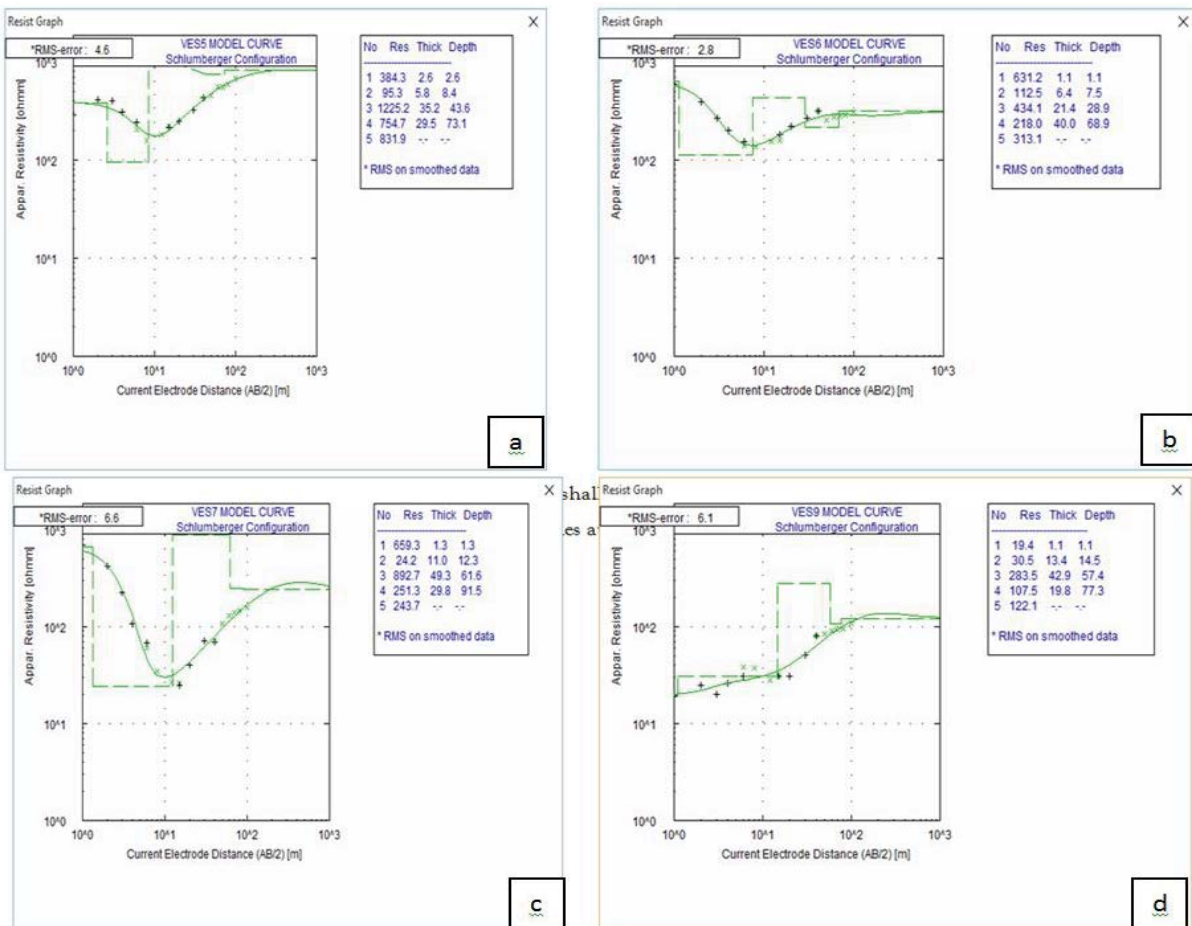 Resist Graph X
*RMS-error: 4.6
VES5 MODEL CURVE
Schlumberger Configuration
No Res Thick Depth
1 384.3 2.6 2.6
2 95.3 5.8 8.4
3 1225.2 35.2 43.6
4 754.7 29.5 73.1
5 831.9 -.- -.-
* RMS on smoothed data
Appar. Resistivity [ohmm]
10^3
10^2
10^1
10^0
10^0 10^1 10^2 10^3
Current Electrode Distance (AB/2) [m]
a
Resist Graph X
*RMS-error: 2.8
VES6 MODEL CURVE
Schlumberger Configuration
No Res Thick Depth
1 631.2 1.1 1.1
2 112.5 6.4 7.5
3 434.1 21.4 28.9
4 218.0 40.0 68.9
5 313.1 -.- -.-
* RMS on smoothed data
Appar. Resistivity [ohmm]
10^3
10^2
10^1
10^0
10^0 10^1 10^2 10^3
Current Electrode Distance (AB/2) [m]
b
shall
es a
Resist Graph X
*RMS-error: 6.6
VES7 MODEL CURVE
Schlumberger Configuration
No Res Thick Depth
1 659.3 1.3 1.3
2 24.2 11.0 12.3
3 892.7 49.3 61.6
4 251.3 29.8 91.5
5 243.7 -.- -.-
* RMS on smoothed data
Appar. Resistivity [ohmm]
10^3
10^2
10^1
10^0
10^0 10^1 10^2 10^3
Current Electrode Distance (AB/2) [m]
c
Resist Graph X
*RMS-error: 6.1
VES9 MODEL CURVE
Schlumberger Configuration
No Res Thick Depth
1 19.4 1.1 1.1
2 30.5 13.4 14.5
3 283.5 42.9 57.4
4 107.5 19.8 77.3
5 122.1 -.- -.-
* RMS on smoothed data
Appar. Resistivity [ohmm]
10^3
10^2
10^1
10^0
10^0 10^1 10^2 10^3
Current Electrode Distance (AB/2) [m]
d